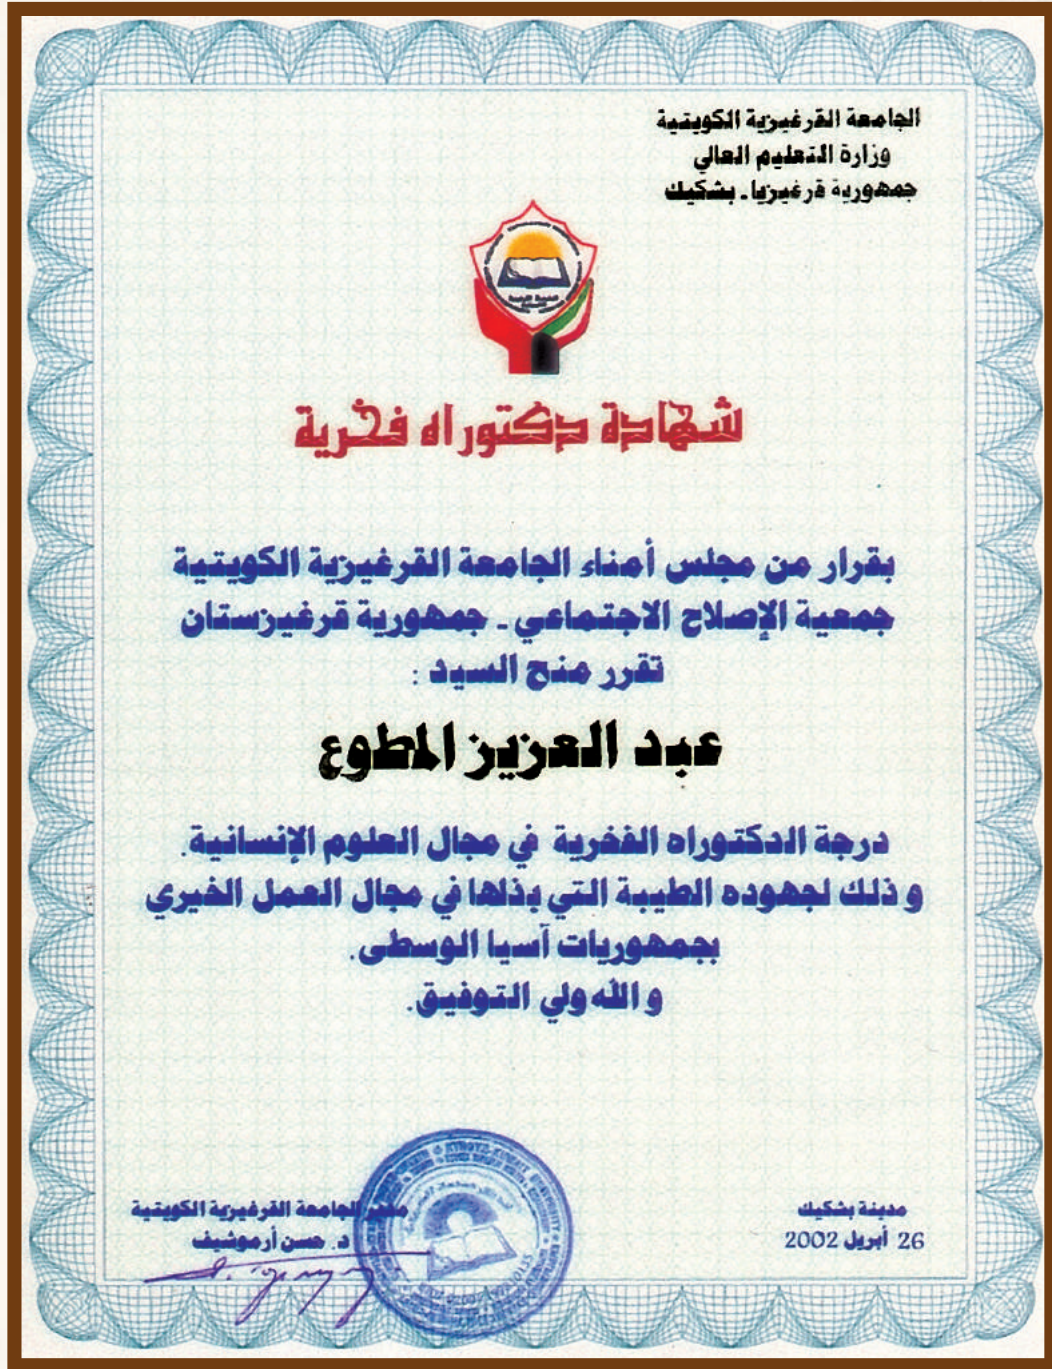 الجامعة القرغيزية الكويتية
وزارة التعليم العالي
جمهورية قرغيزيا ـ بشكيك
شهادة دكتوراه فخرية
بقرار من مجلس أمناء الجامعة القرغيزية الكويتية
جمعية الإصلاح الاجتماعي ـ جمهورية قرغيزستان
تقرر منح السيد :
عبد العزيز المطوع
درجة الدكتوراه الفخرية في مجال العلوم الإنسانية.
و ذلك لجهوده الطيبة التي بذلها في مجال العمل الخيري
بجمهوريات آسيا الوسطى.
و الله ولي التوفيق.
مدينة بشكيك
26 أبريل 2002
مدير الجامعة القرغيزية الكويتية
د. حسن أرموشيف